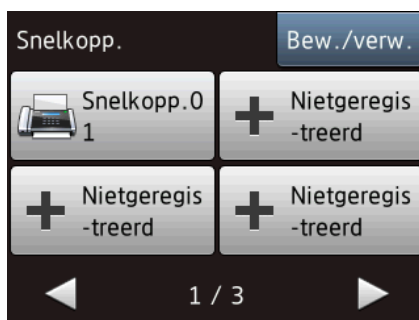 Snelkopp.
Bew./verw.
Snelkopp.0
1
Nietgeregis
-treerd
Nietgeregis
-treerd
Nietgeregis
-treerd
1 / 3